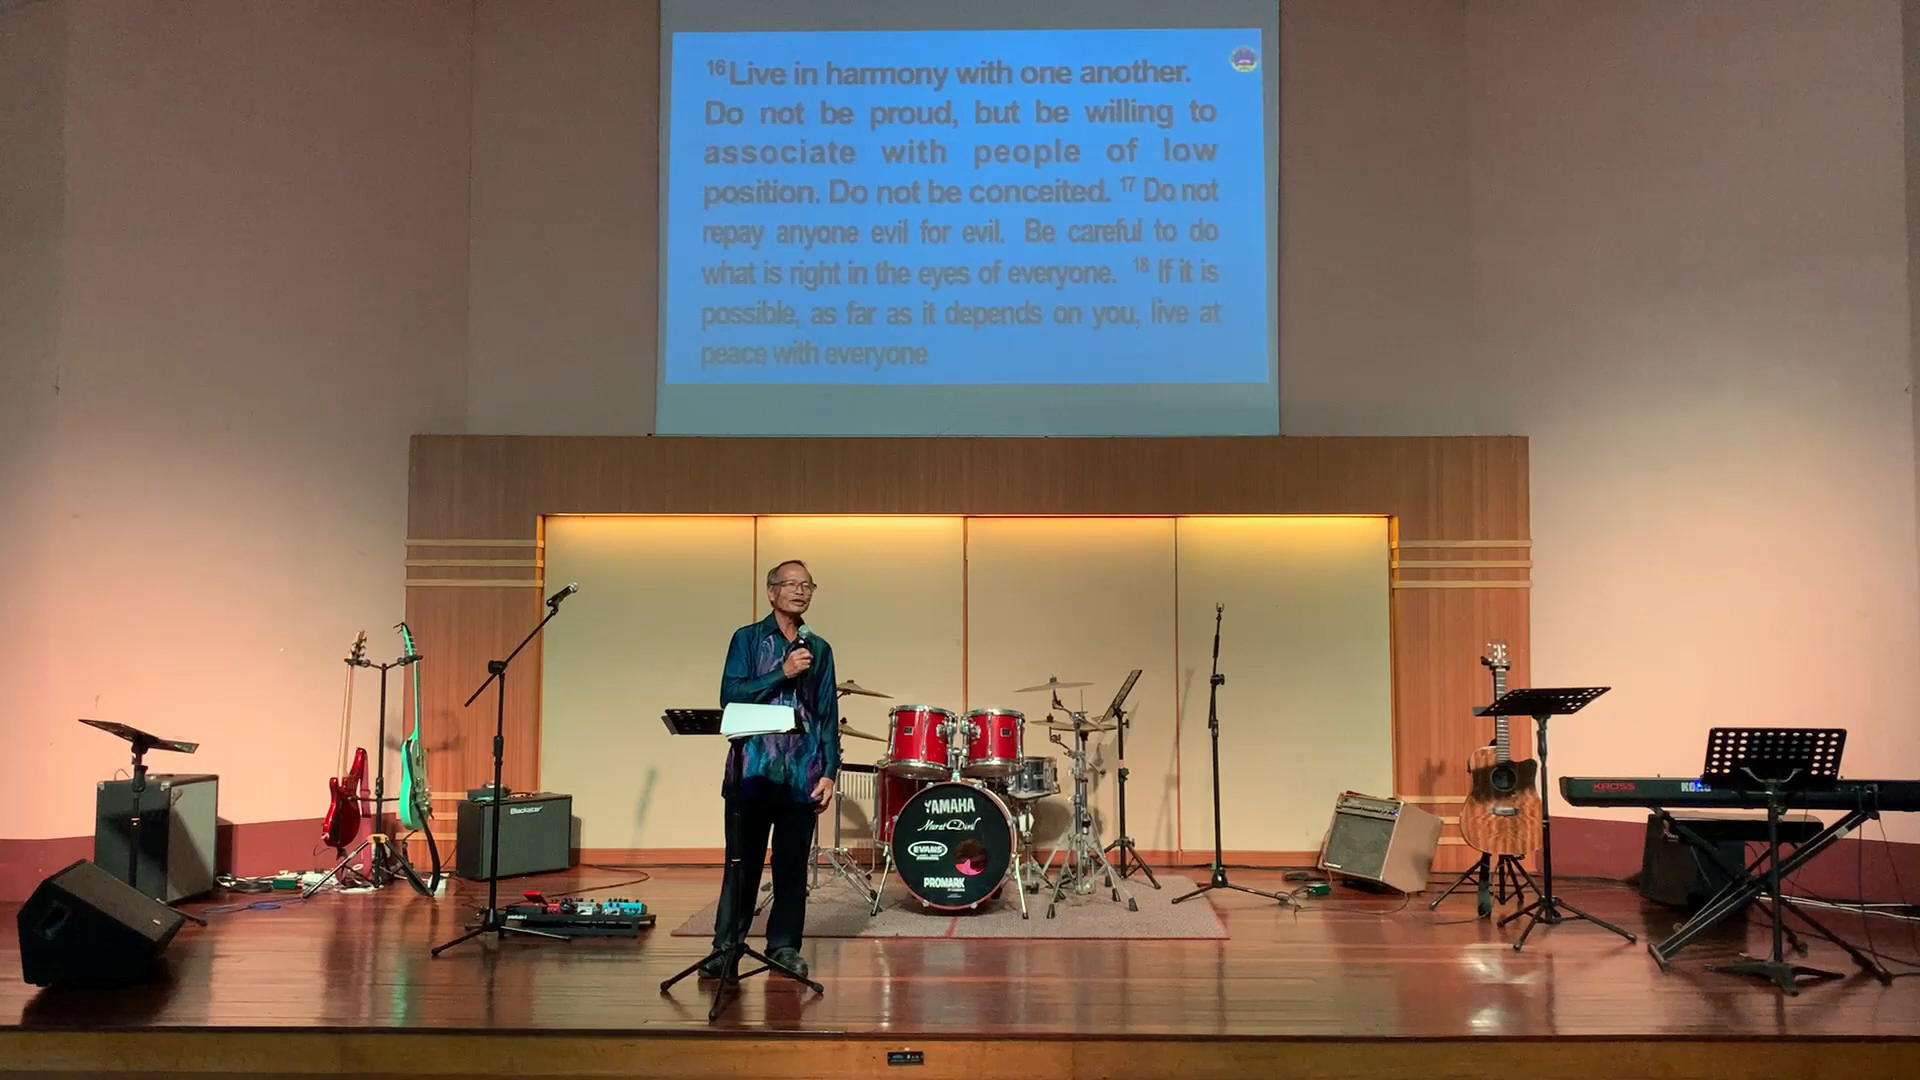 16 Live in harmony with one another.
Do not be proud, but be willing to
associate with people of low
position. Do not be conceited. 17 Do not
repay anyone evil for evil. Be careful to do
what is right in the eyes of everyone. 18 If it is
possible, as far as it depends on you, live at
peace with everyone
Blackstar
YAMAHA
EVANS
PROMARK
KROSS
KORG